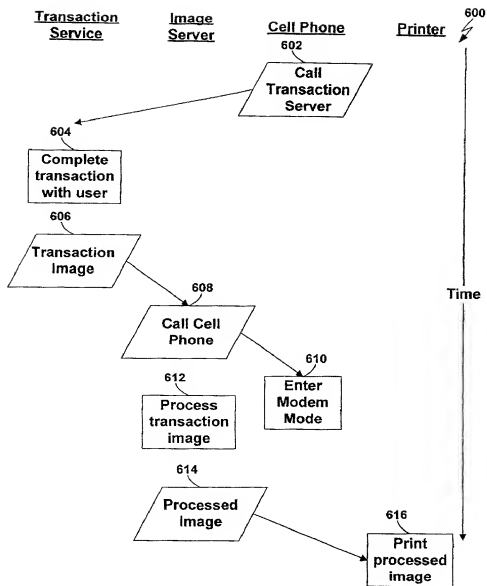 Transaction Service
Image Server
Cell Phone
Printer
600
602
Call
Transaction
Server
604
Complete
transaction
with user
606
Transaction
Image
608
Call Cell
Phone
Time
610
Enter
Modem
Mode
612
Process
transaction
image
614
Processed
Image
616
Print
processed
image